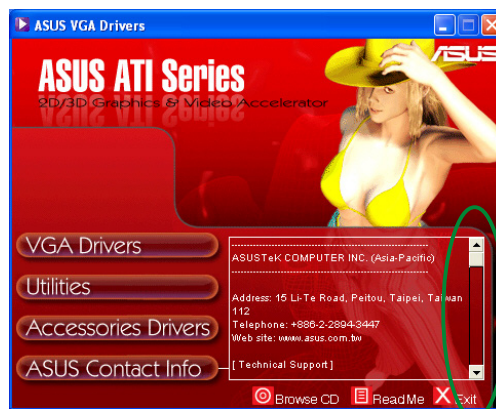 ASUS VGA Drivers
ASUS
ASUS ATI Series
2D/3D Graphics & Video Accelerator
VGA Drivers
Utilities
Accessories Drivers
ASUS Contact Info
ASUSTeK COMPUTER INC. (Asia-Pacific)
Address: 15 Li-Te Road, Peitou, Taipei, Taiwan
112
Telephone: +886-2-2894-3447
Web site: www.asus.com.tw
[ Technical Support ]
Browse CD
ReadMe
Exit